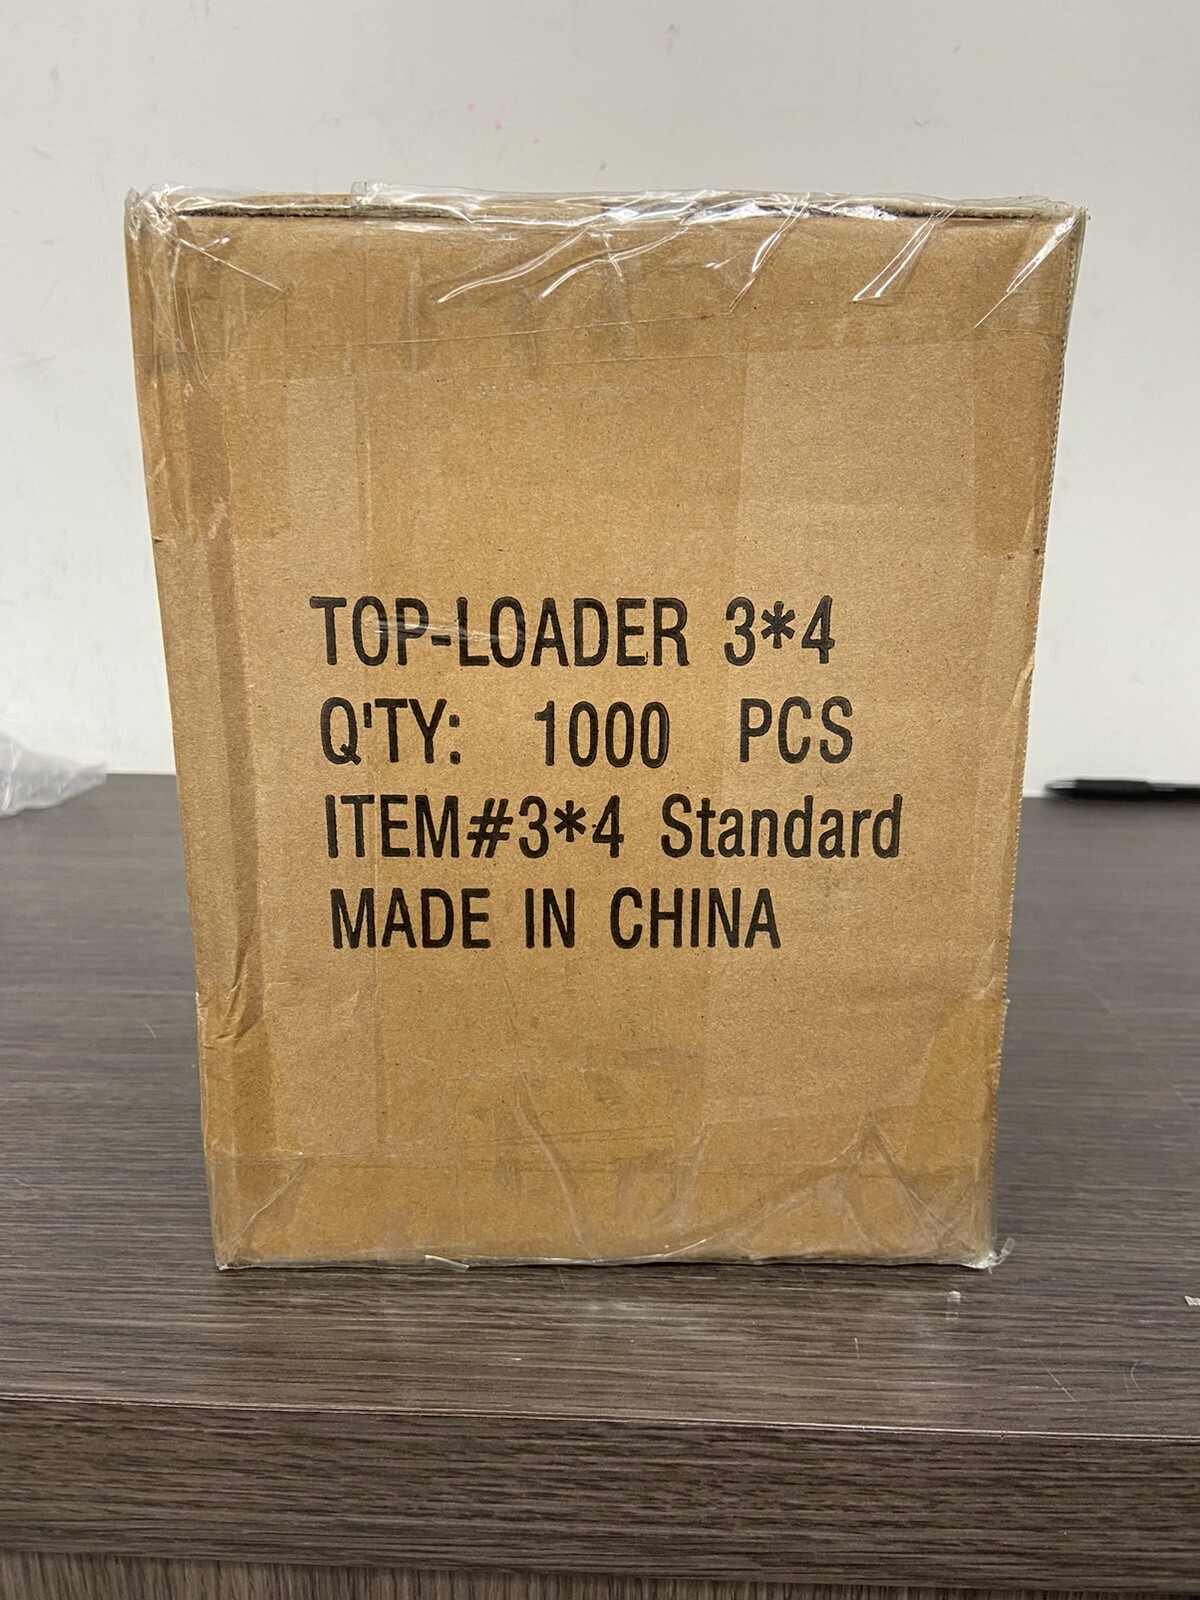 TOP-LOADER 3*4
Q'TY: 1000 PCS
ITEM#3*4 Standard
MADE IN CHINA